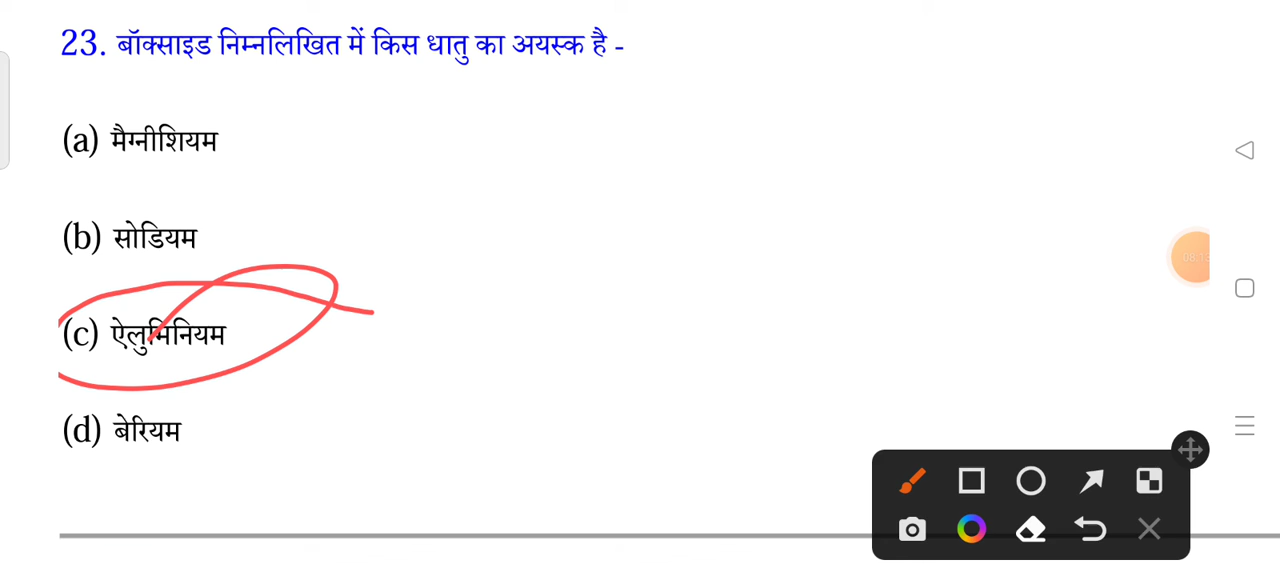 23. बॉक्साइड निम्नलिखित में किस धातु का अयस्क है -
(a) मैग्नीशियम
(b) सोडियम
(c) ऐलुमिनियम
(d) बेरियम